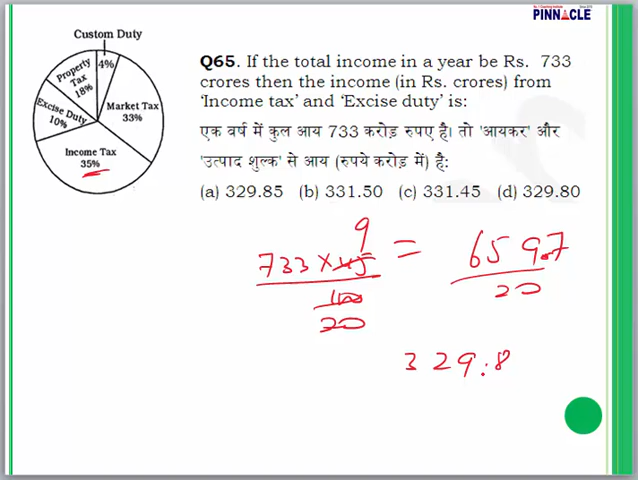 PINNACLE
Custom Duty
4%
Property
Tax
18%
Market Tax
33%
Excise Duty
10%
Income Tax
35%
Q65. If the total income in a year be Rs. 733
crores then the income (in Rs. crores) from
‘Income tax’ and ‘Excise duty’ is:
एक वर्ष में कुल आय 733 करोड़ रुपए है। तो ‘आयकर’ और
‘उत्पाद शुल्क’ से आय (रुपये करोड़ में) है:
(a) 329.85 (b) 331.50 (c) 331.45 (d) 329.80
9
733 × 45 = 659.7
100 20
20
329.8